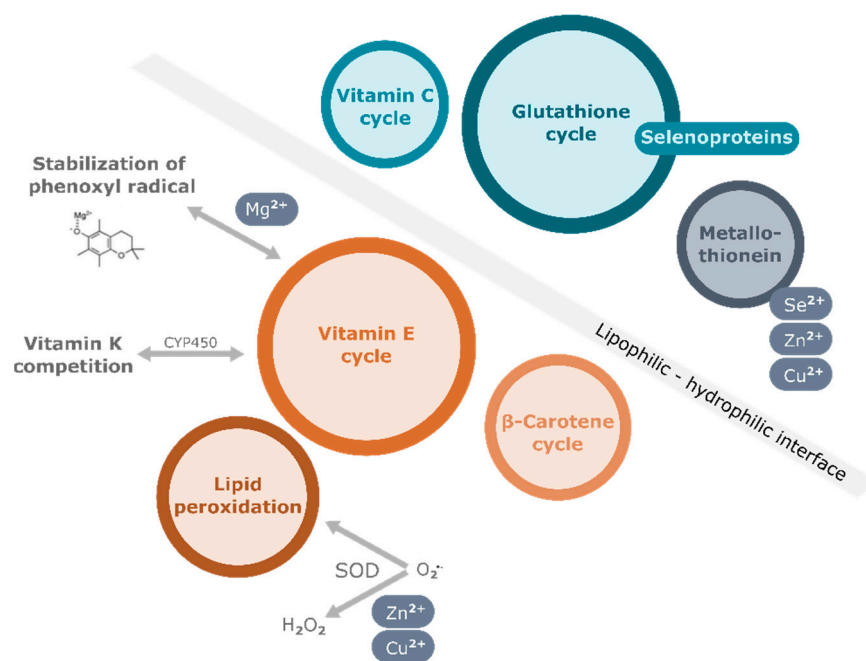 Vitamin C
cycle
Glutathione
cycle
Selenoproteins
Stabilization of
phenoxyl radical
Mg²⁺
Mg²⁺
O
O
Metallo-
thionein
Se²⁺
Zn²⁺
Cu²⁺
Vitamin E
cycle
Vitamin K
competition
CYP450
Lipophilic - hydrophilic interface
β-Carotene
cycle
Lipid
peroxidation
SOD
O₂•-
H₂O₂
Zn²⁺
Cu²⁺